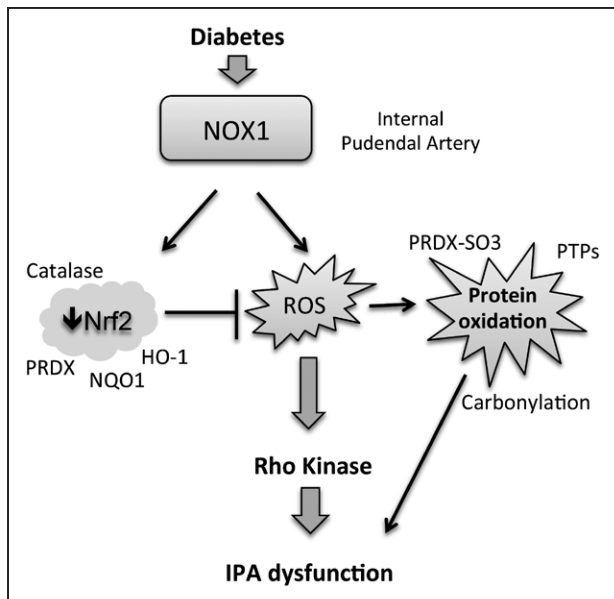 Diabetes
NOX1
Internal
Pudendal Artery
PRDX-SO3
PTPs
Catalase
Nrf2
ROS
Protein
oxidation
HO-1
PRDX
NQO1
Carbonylation
Rho Kinase
IPA dysfunction